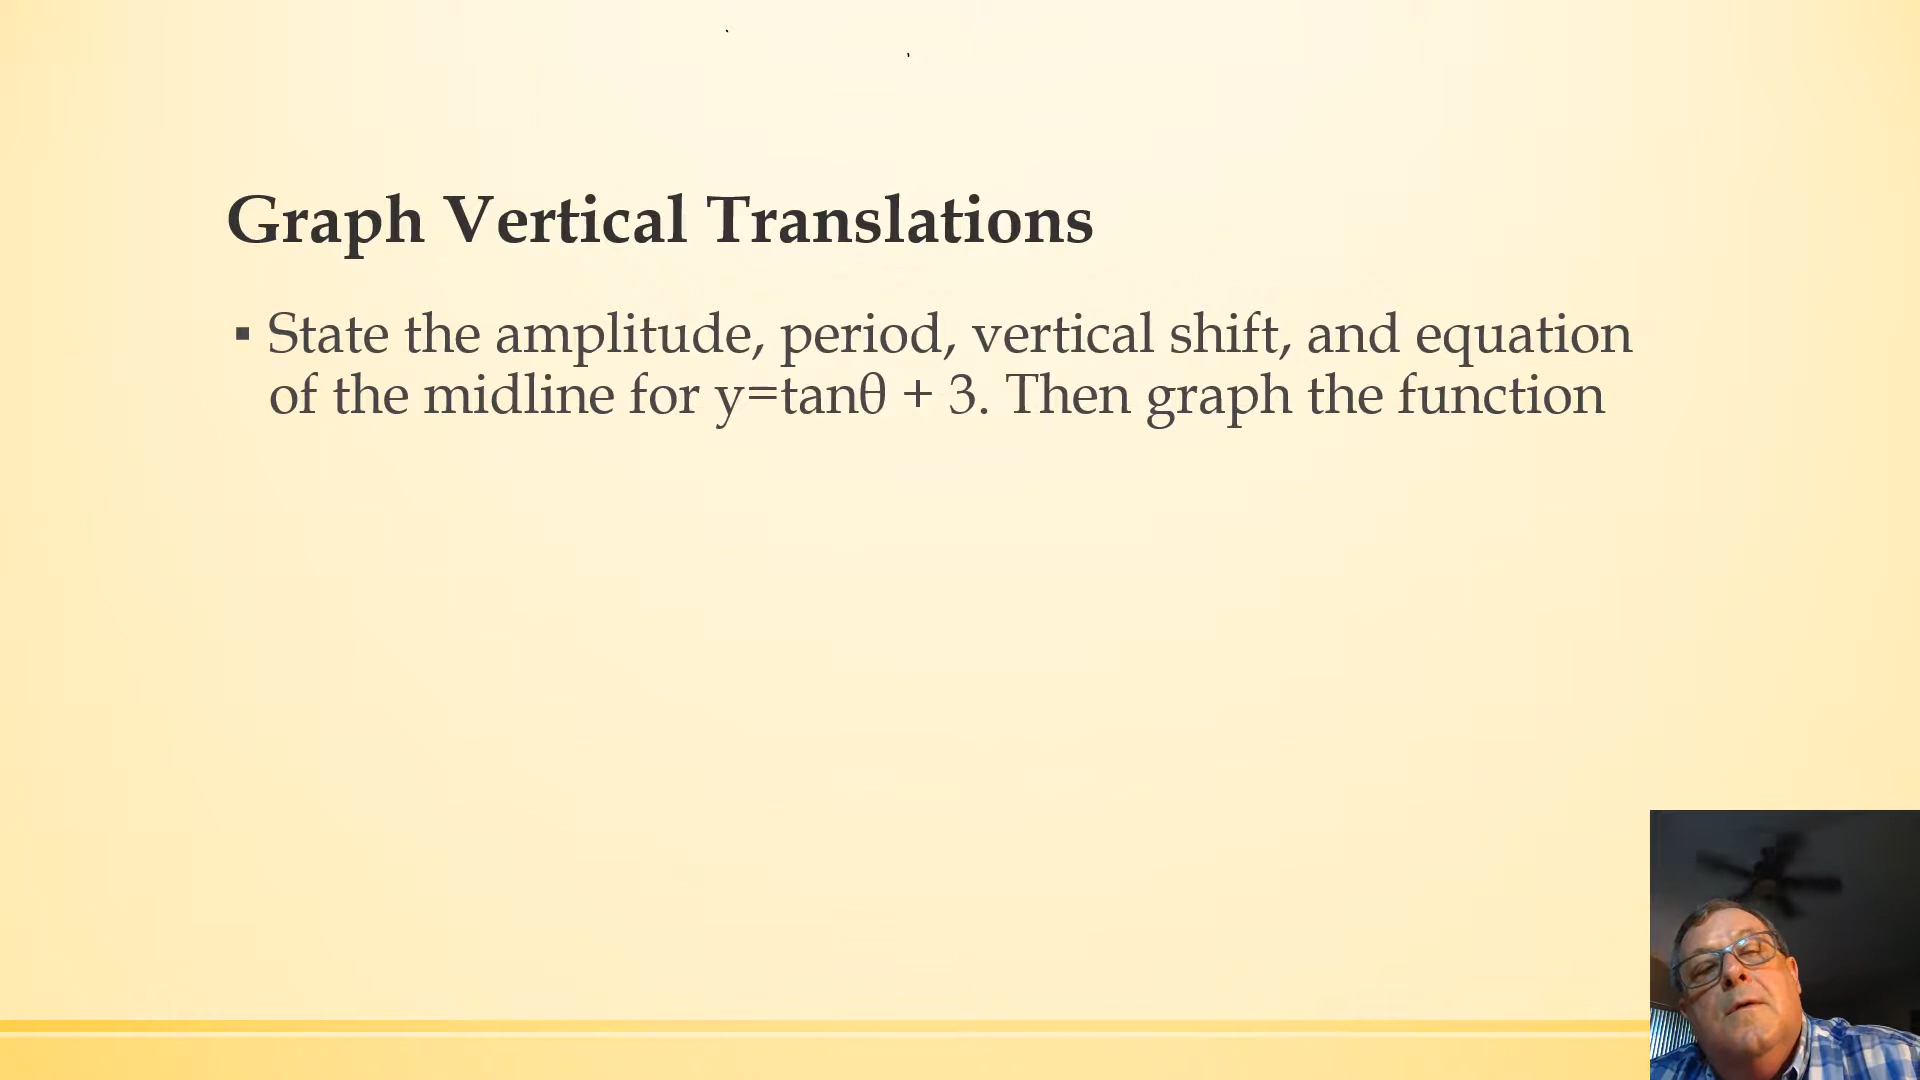 Graph Vertical Translations
▪ State the amplitude, period, vertical shift, and equation
of the midline for y=tanθ + 3. Then graph the function